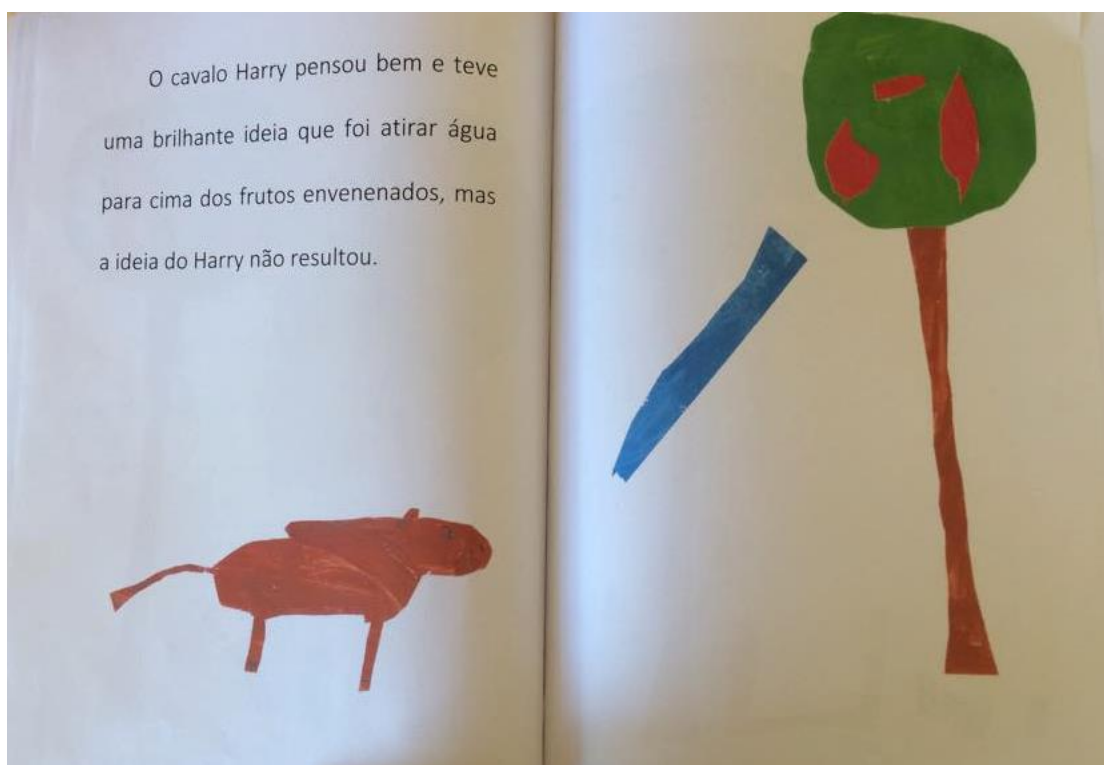 O cavalo Harry pensou bem e teve
uma brilhante ideia que foi atirar água
para cima dos frutos envenenados, mas
a ideia do Harry não resultou.